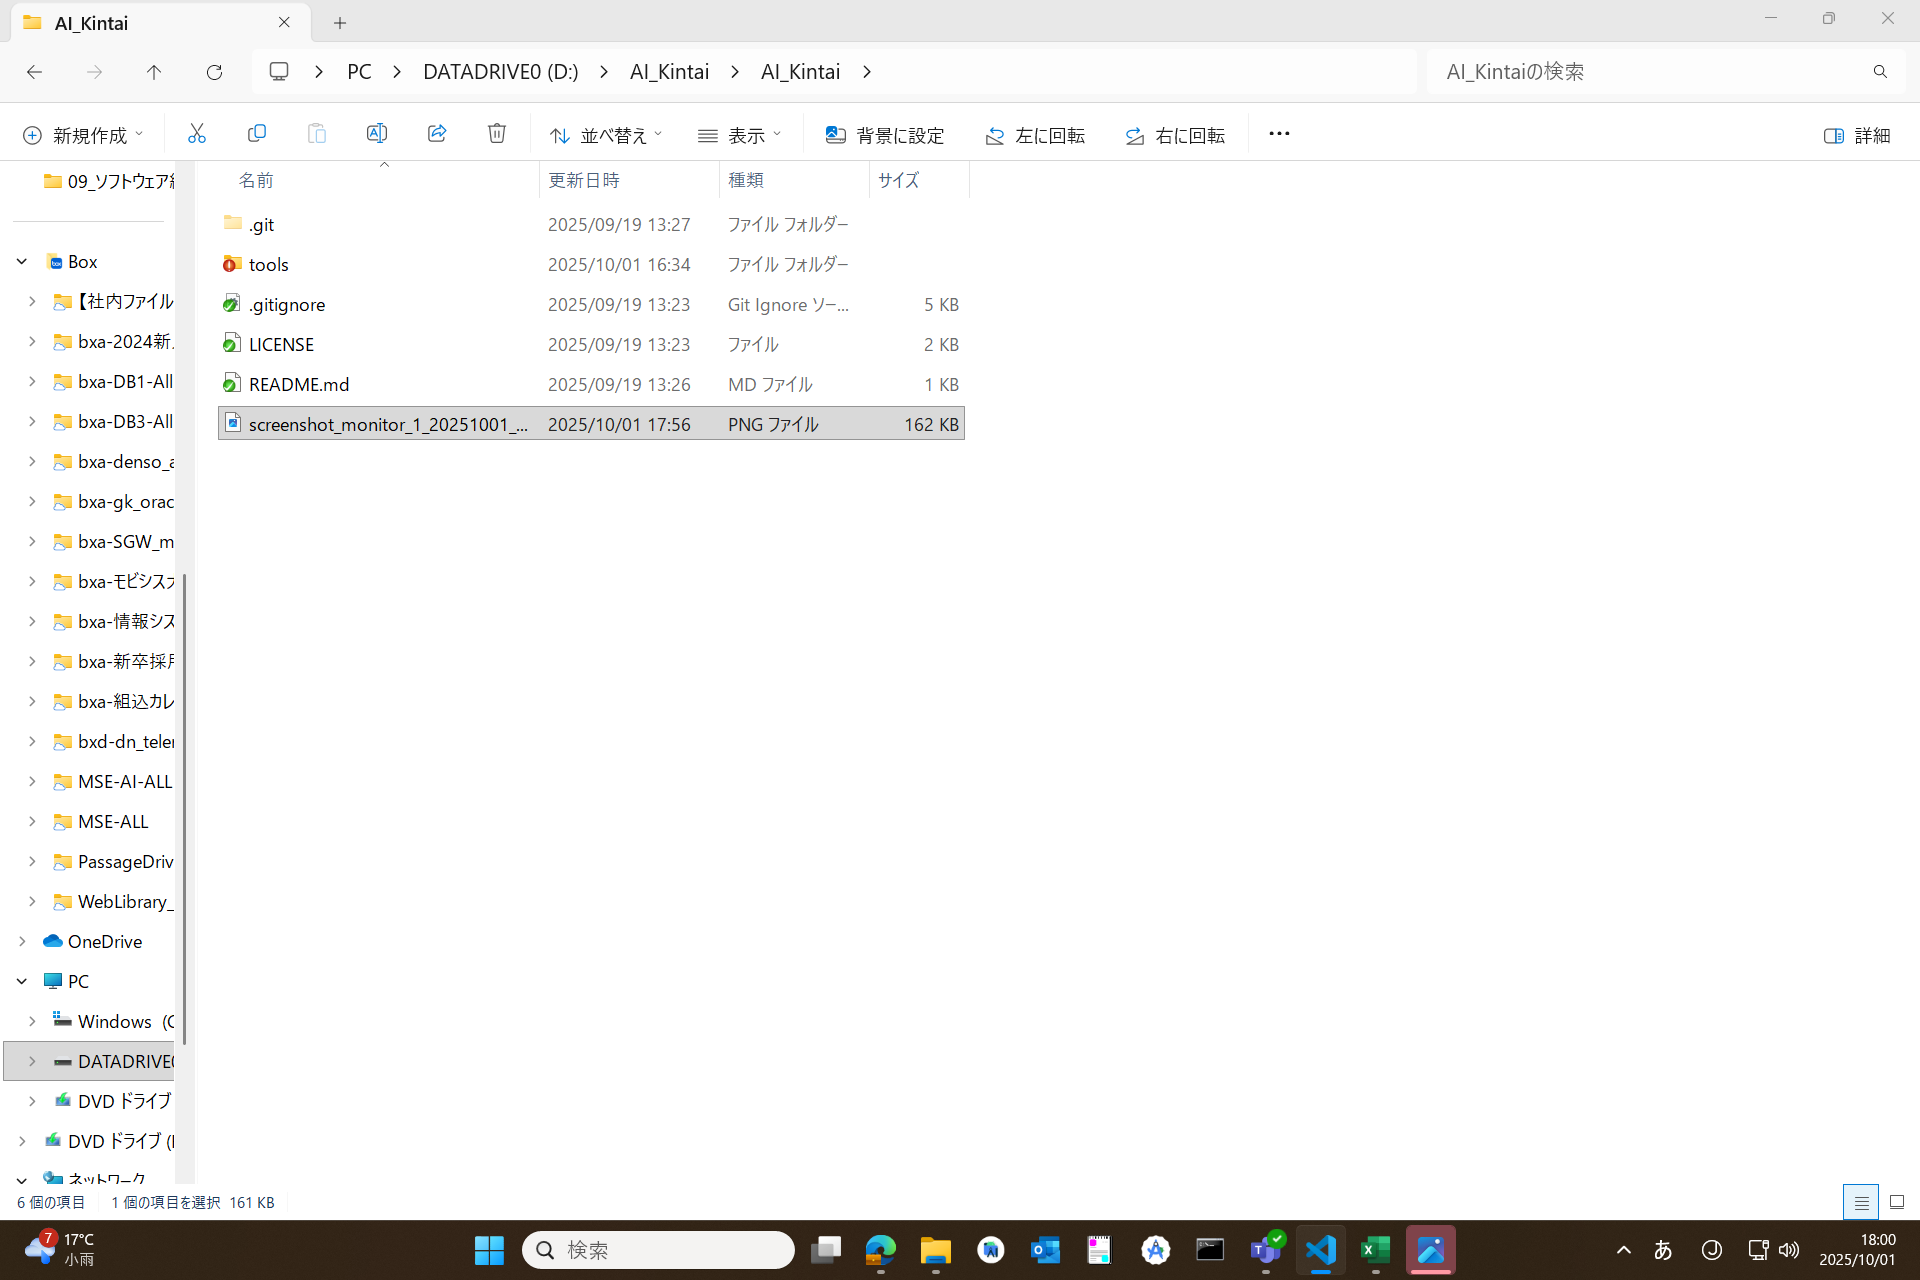 AI_Kintai
PC
DATADRIVE0 (D:)
AI_Kintai
AI_Kintai
AI_Kintaiの検索
新規作成
並べ替え
表示
背景に設定
左に回転
右に回転
詳細
名前 更新日時 種類 サイズ
.git 2025/09/19 13:27 ファイル フォルダー
tools 2025/10/01 16:34 ファイル フォルダー
.gitignore 2025/09/19 13:23 Git Ignore ソー... 5 KB
LICENSE 2025/09/19 13:23 ファイル 2 KB
README.md 2025/09/19 13:26 MD ファイル 1 KB
screenshot_monitor_1_20251001_... 2025/10/01 17:56 PNG ファイル 162 KB
09_ソフトウェア
Box
【社内ファイル
bxa-2024新
bxa-DB1-All
bxa-DB3-All
bxa-denso_a
bxa-gk_orac
bxa-SGW_m
bxa-モビシス
bxa-情報シス
bxa-新卒採
bxa-組込カレ
bxd-dn_teler
MSE-AI-ALL
MSE-ALL
PassageDriv
WebLibrary_
OneDrive
PC
Windows (C
DATADRIVE0
DVD ドライブ
DVD ドライブ (
ネットワーク
6 個の項目
1 個の項目を選択 161 KB
7
17°C
小雨
検索
あ
18:00
2025/10/01